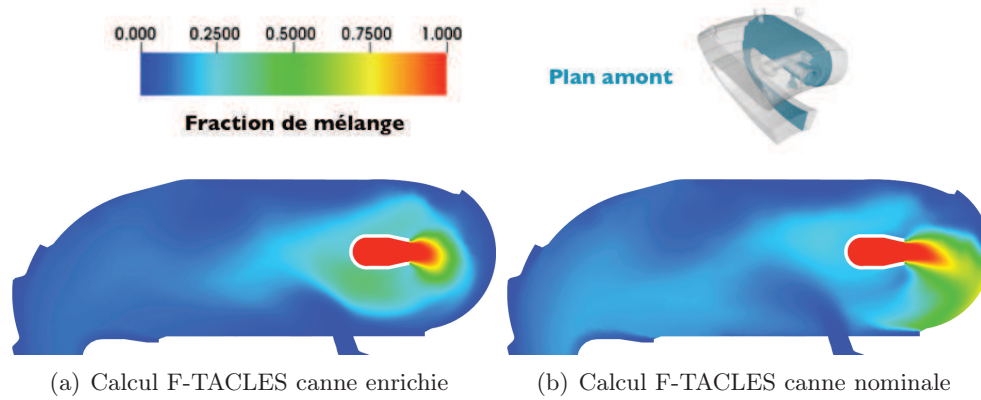 0.000 0.2500 0.5000 0.7500 1.000
Fraction de mélange
Plan amont
(a) Calcul F-TACLES canne enrichie
(b) Calcul F-TACLES canne nominale